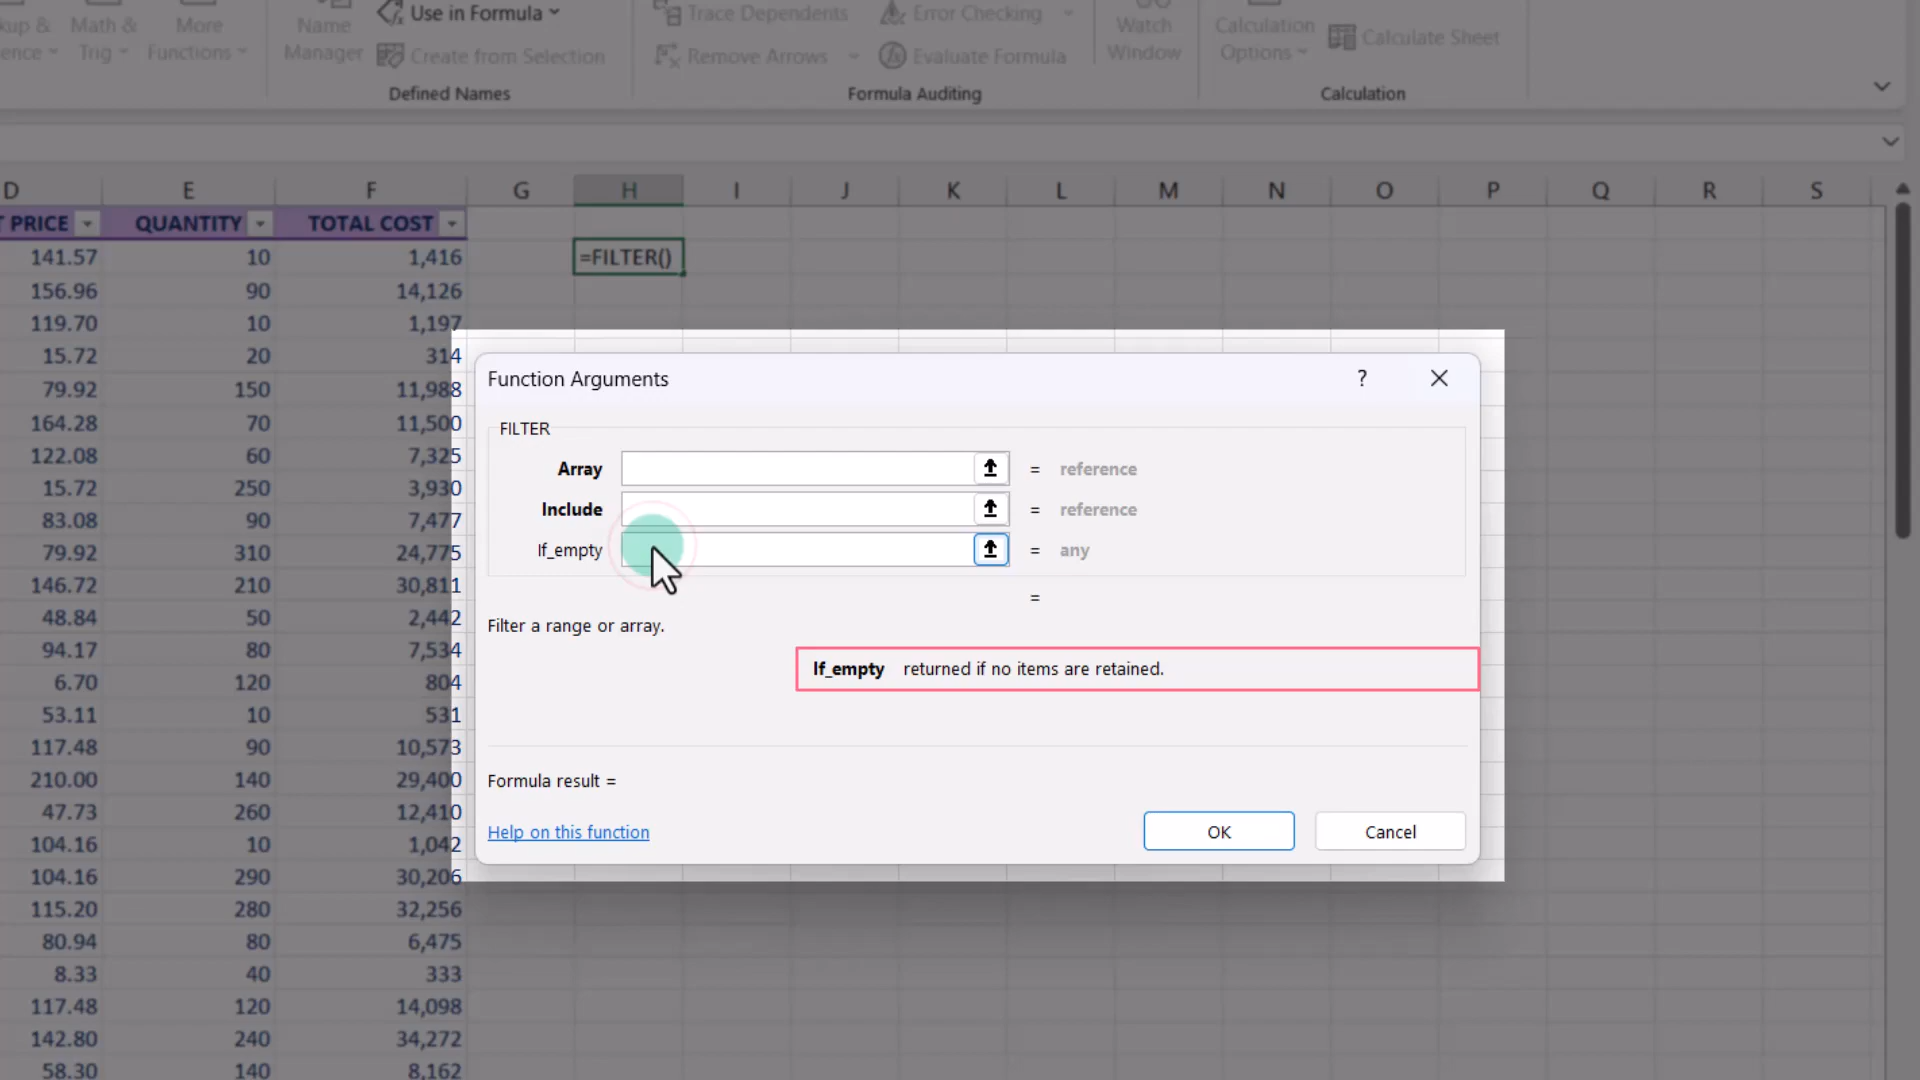 Use in Formula
Trace Dependents
Error Checking
kup &
Math &
More
Name
Watch
Calculation
Calculate Sheet
ence
Trig
Functions
Manager
Create from Selection
Remove Arrows
Evaluate Formula
Window
Options
Defined Names
Formula Auditing
Calculation
D E F G H I J K L M N O P Q R S
T PRICE QUANTITY TOTAL COST
141.57 10 1,416 =FILTER()
156.96 90 14,126
119.70 10 1,197
15.72 20 314
79.92 150 11,988
164.28 70 11,500
122.08 60 7,325
15.72 250 3,930
83.08 90 7,477
79.92 310 24,775
146.72 210 30,811
48.84 50 2,442
94.17 80 7,534
6.70 120 804
53.11 10 531
117.48 90 10,573
210.00 140 29,400
47.73 260 12,410
104.16 10 1,042
104.16 290 30,206
115.20 280 32,256
80.94 80 6,475
8.33 40 333
117.48 120 14,098
142.80 240 34,272
58.30 140 8,162
Function Arguments ?
FILTER
Array = reference
Include = reference
If_empty = any
=
Filter a range or array.
If_empty returned if no items are retained.
Formula result =
Help on this function OK Cancel